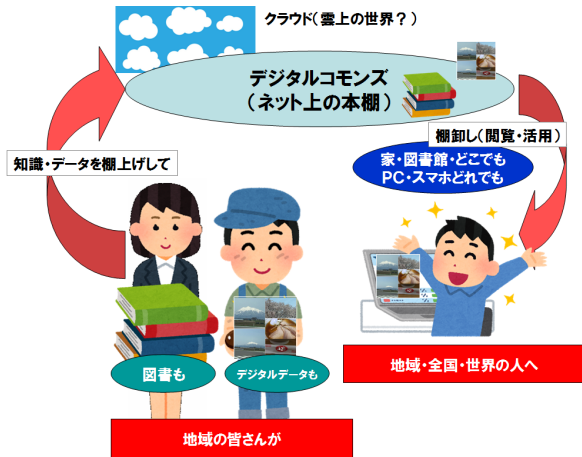 クラウド（雲上の世界？）
デジタルコモンズ
（ネット上の本棚）
棚卸し（閲覧・活用）
知識・データを棚上げして
家・図書館・どこでも
PC・スマホどれでも
図書も
デジタルデータも
地域・全国・世界の人へ
地域の皆さんが